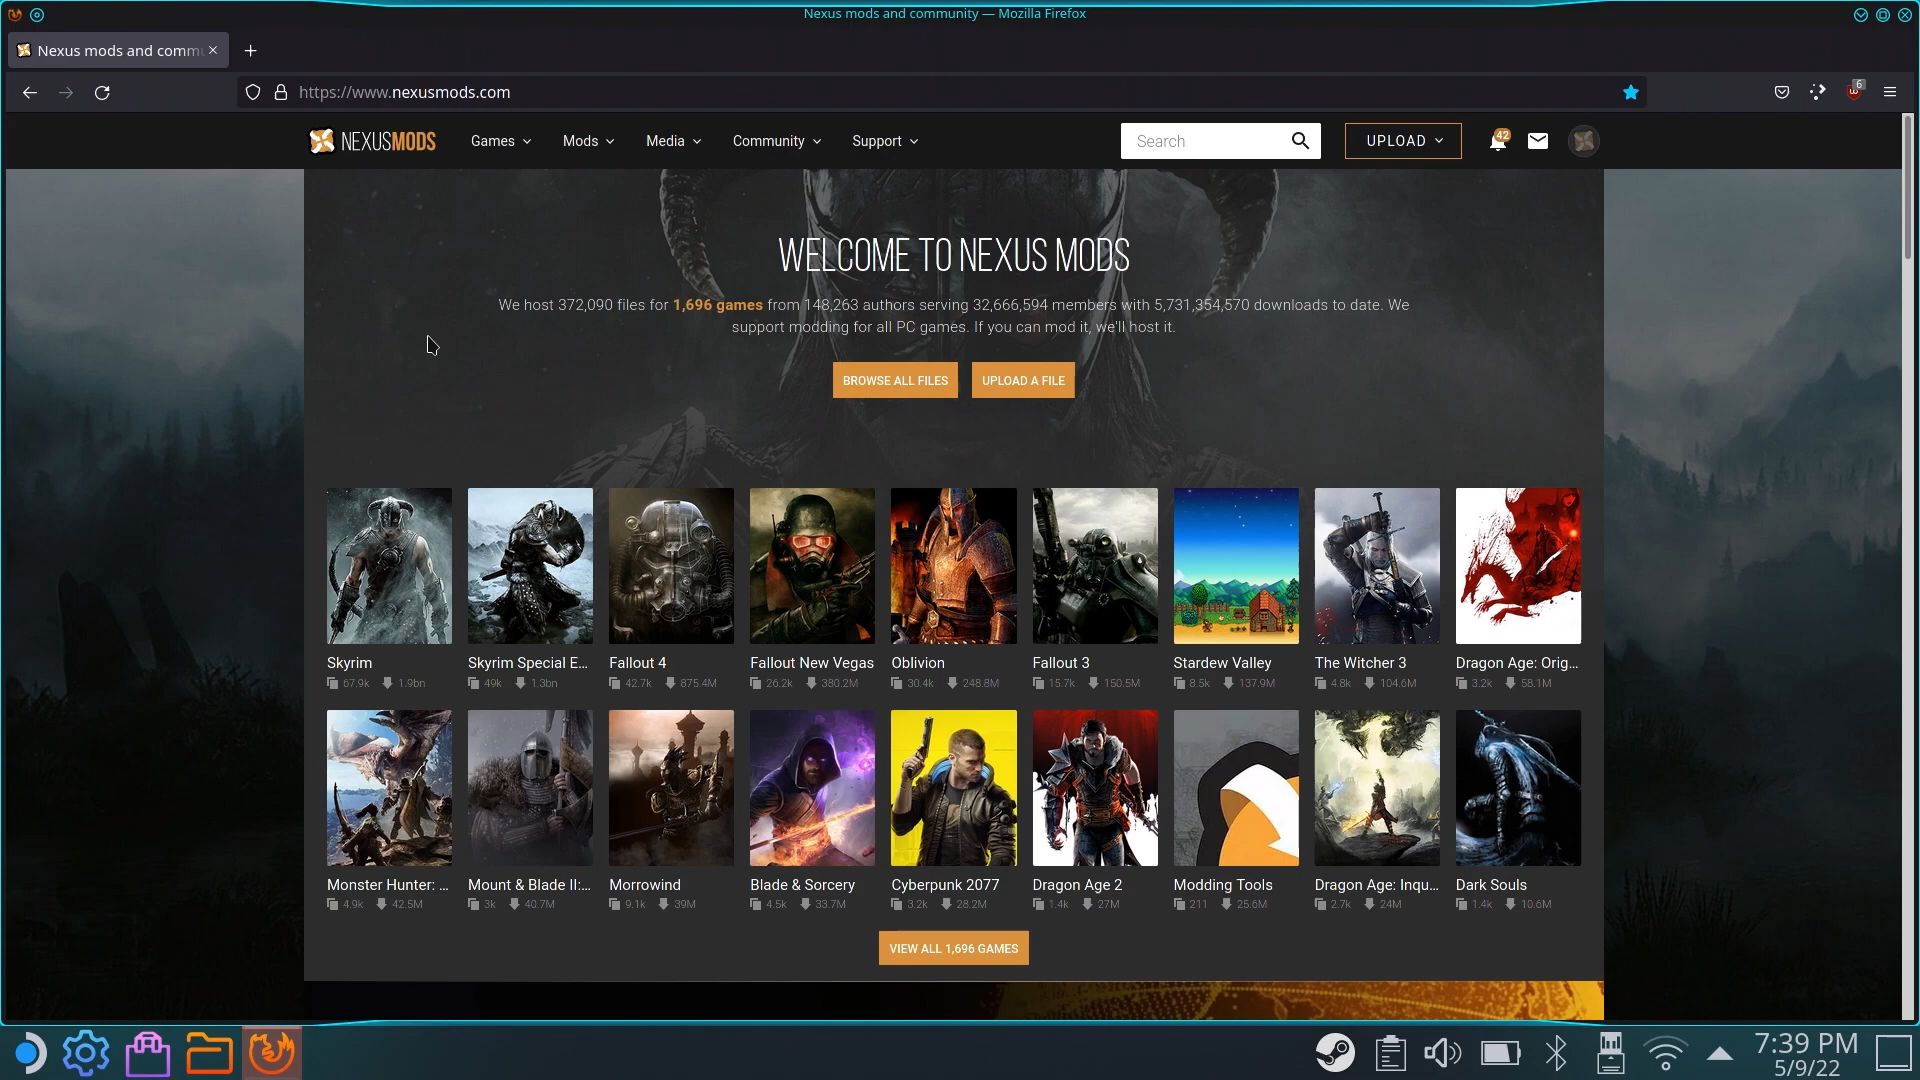 Nexus mods and community — Mozilla Firefox
Nexus mods and comm
https://www.nexusmods.com
6
NEXUSMODS
Games
Mods
Media
Community
Support
Search
UPLOAD
42
WELCOME TO NEXUS MODS
We host 372,090 files for 1,696 games from 148,263 authors serving 32,666,594 members with 5,731,354,570 downloads to date. We
support modding for all PC games. If you can mod it, we'll host it.
BROWSE ALL FILES
UPLOAD A FILE
Skyrim
67.9k 1.9bn
Skyrim Special E...
49k 1.3bn
Fallout 4
42.7k 875.4M
Fallout New Vegas
26.2k 380.2M
Oblivion
30.4k 248.8M
Fallout 3
15.7k 150.5M
Stardew Valley
8.5k 137.9M
The Witcher 3
4.8k 104.6M
Dragon Age: Orig...
3.2k 58.1M
Monster Hunter: ...
4.9k 42.5M
Mount & Blade II:...
3k 40.7M
Morrowind
9.1k 39M
Blade & Sorcery
4.5k 33.7M
Cyberpunk 2077
3.2k 28.2M
Dragon Age 2
1.4k 27M
Modding Tools
211 25.6M
Dragon Age: Inqu...
2.7k 24M
Dark Souls
1.4k 10.6M
VIEW ALL 1,696 GAMES
7:39 PM
5/9/22